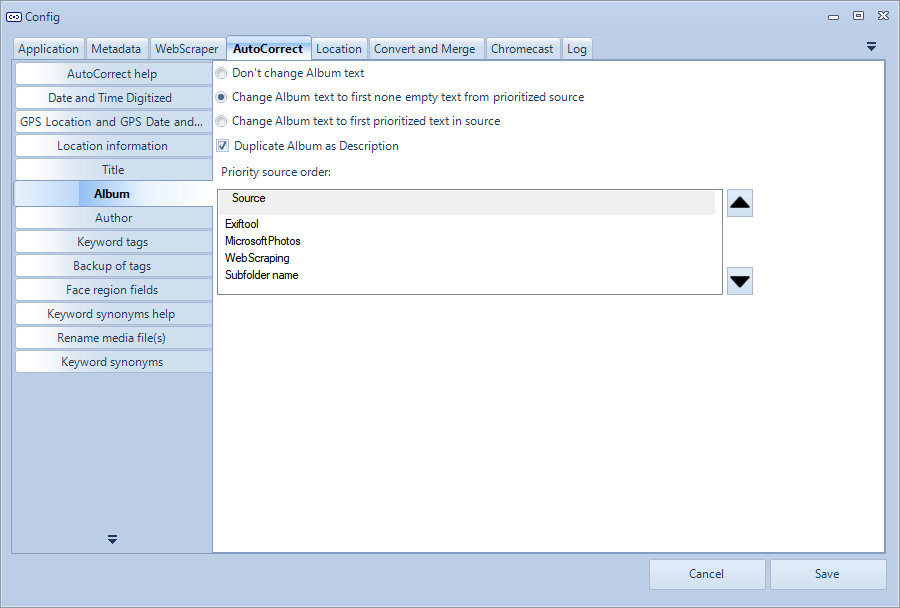 Config
Application Metadata WebScraper AutoCorrect Location Convert and Merge Chromecast Log
AutoCorrect help
Date and Time Digitized
GPS Location and GPS Date and...
Location information
Title
Album
Author
Keyword tags
Backup of tags
Face region fields
Keyword synonyms help
Rename media file(s)
Keyword synonyms
Don't change Album text
Change Album text to first none empty text from prioritized source
Change Album text to first prioritized text in source
Duplicate Album as Description
Priority source order:
Source
Exiftool
MicrosoftPhotos
WebScraping
Subfolder name
Cancel Save